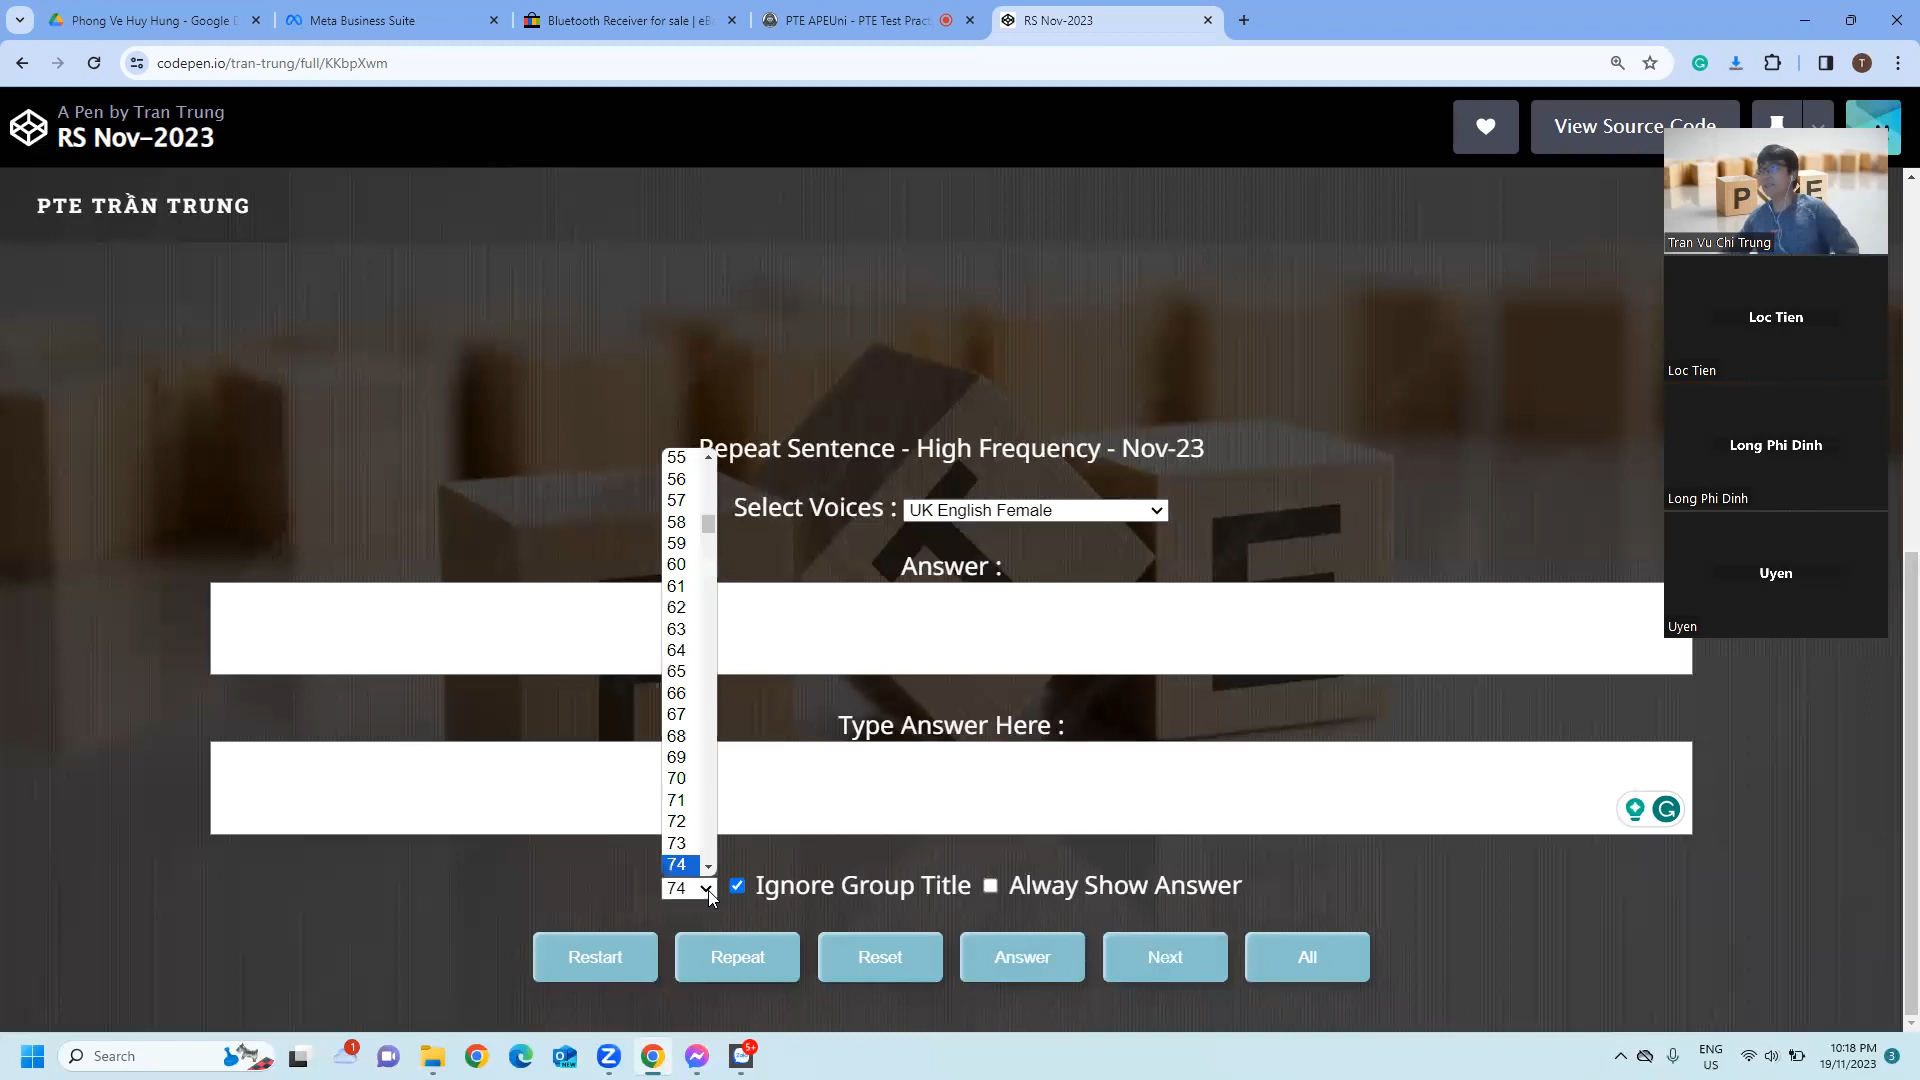 Phong Ve Huy Hung - Google D
Meta Business Suite
Bluetooth Receiver for sale | eBa
PTE APEUni - PTE Test Pract
RS Nov-2023
codepen.io/tran-trung/full/KKbpXwm
T
A Pen by Tran Trung
RS Nov-2023
View Source Code
PTE TRẦN TRUNG
P
E
Tran Vu Chi Trung
Loc Tien
Loc Tien
Long Phi Dinh
Long Phi Dinh
Uyen
Uyen
Repeat Sentence - High Frequency - Nov-23
Select Voices :
UK English Female
Answer :
Type Answer Here :
55
56
57
58
59
60
61
62
63
64
65
66
67
68
69
70
71
72
73
74
74
Ignore Group Title
Alway Show Answer
Restart
Repeat
Reset
Answer
Next
All
Search
1
NEW
5+
ENG
US
10:18 PM
19/11/2023
3